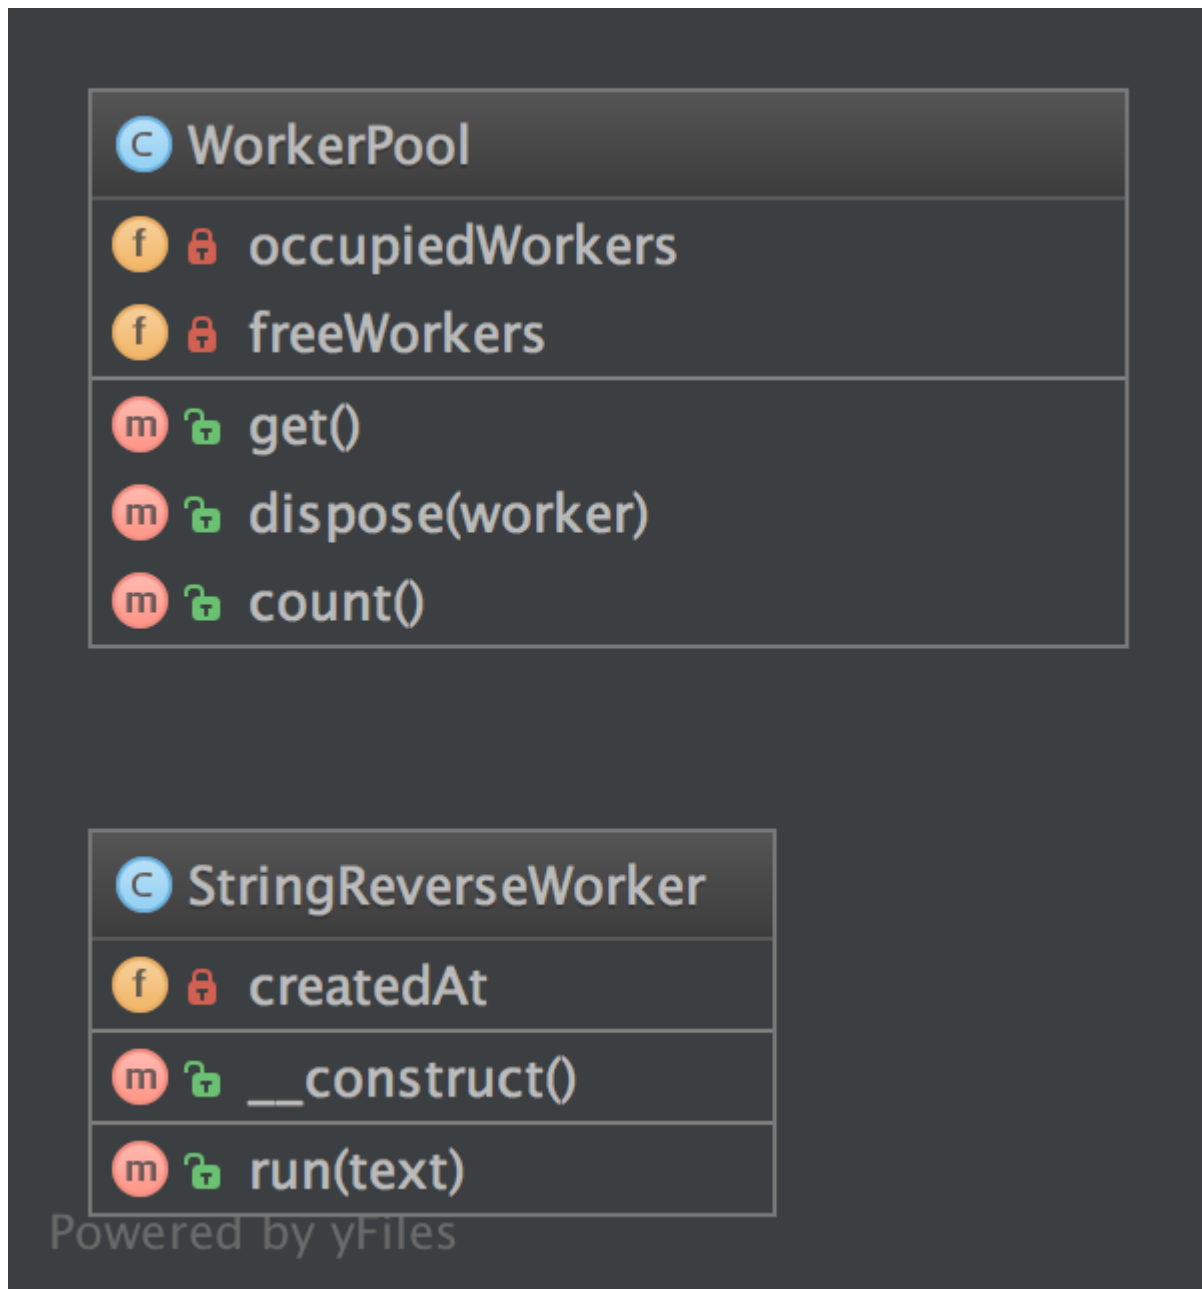 C WorkerPool
f occupiedWorkers
f freeWorkers
m get()
m dispose(worker)
m count()
C StringReverseWorker
f createdAt
m __construct()
m run(text)
Powered by yFiles